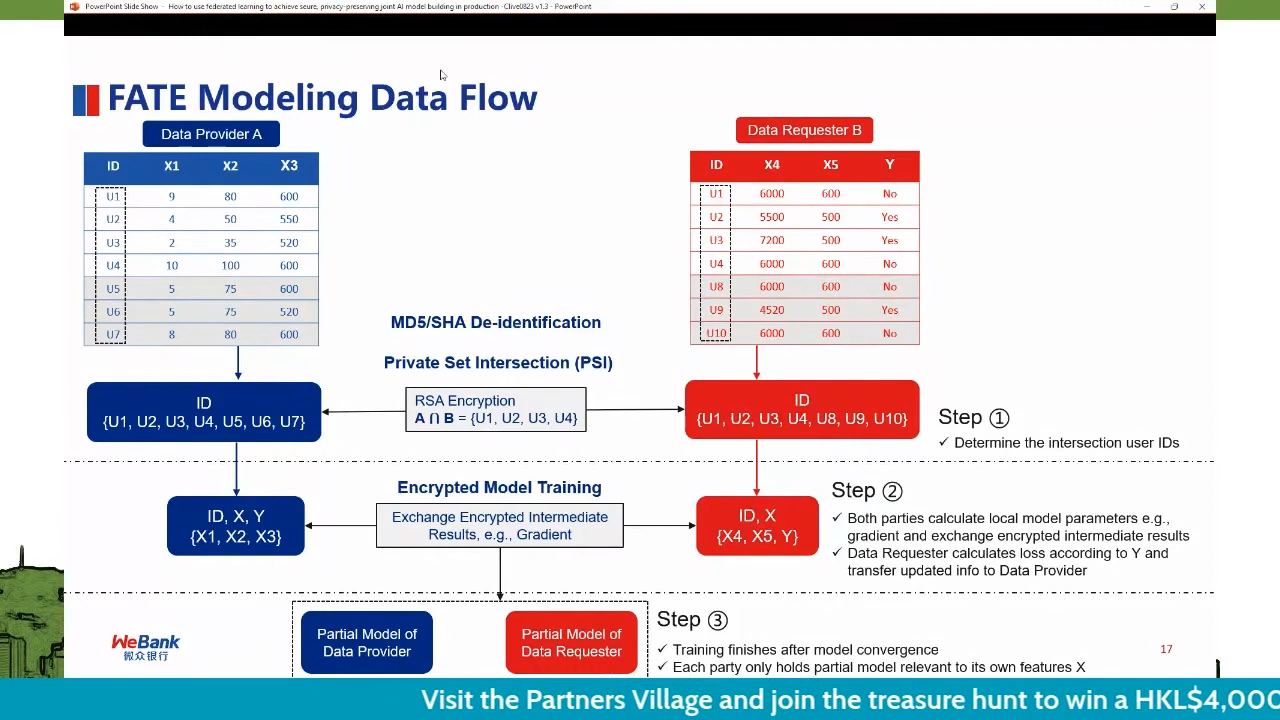 PowerPoint Slide Show - How to use federated learning to achieve seure, privacy-preserving joint AI model building in production -Clive0823 v1.3 - PowerPoint
FATE Modeling Data Flow
Data Provider A
ID X1 X2 X3
U1 9 80 600
U2 4 50 550
U3 2 35 520
U4 10 100 600
U5 5 75 600
U6 5 75 520
U7 8 80 600
Data Requester B
ID X4 X5 Y
U1 6000 600 No
U2 5500 500 Yes
U3 7200 500 Yes
U4 6000 600 No
U8 6000 600 No
U9 4520 500 Yes
U10 6000 600 No
MD5/SHA De-identification
Private Set Intersection (PSI)
ID
{U1, U2, U3, U4, U5, U6, U7}
RSA Encryption
A ∩ B = {U1, U2, U3, U4}
ID
{U1, U2, U3, U4, U8, U9, U10}
Step ①
✓ Determine the intersection user IDs
Encrypted Model Training
ID, X, Y
{X1, X2, X3}
Exchange Encrypted Intermediate
Results, e.g., Gradient
ID, X
{X4, X5, Y}
Step ②
✓ Both parties calculate local model parameters e.g.,
gradient and exchange encrypted intermediate results
✓ Data Requester calculates loss according to Y and
transfer updated info to Data Provider
WeBank
微众银行
Partial Model of
Data Provider
Partial Model of
Data Requester
Step ③
✓ Training finishes after model convergence
✓ Each party only holds partial model relevant to its own features X
17
Visit the Partners Village and join the treasure hunt to win a HKL$4,000